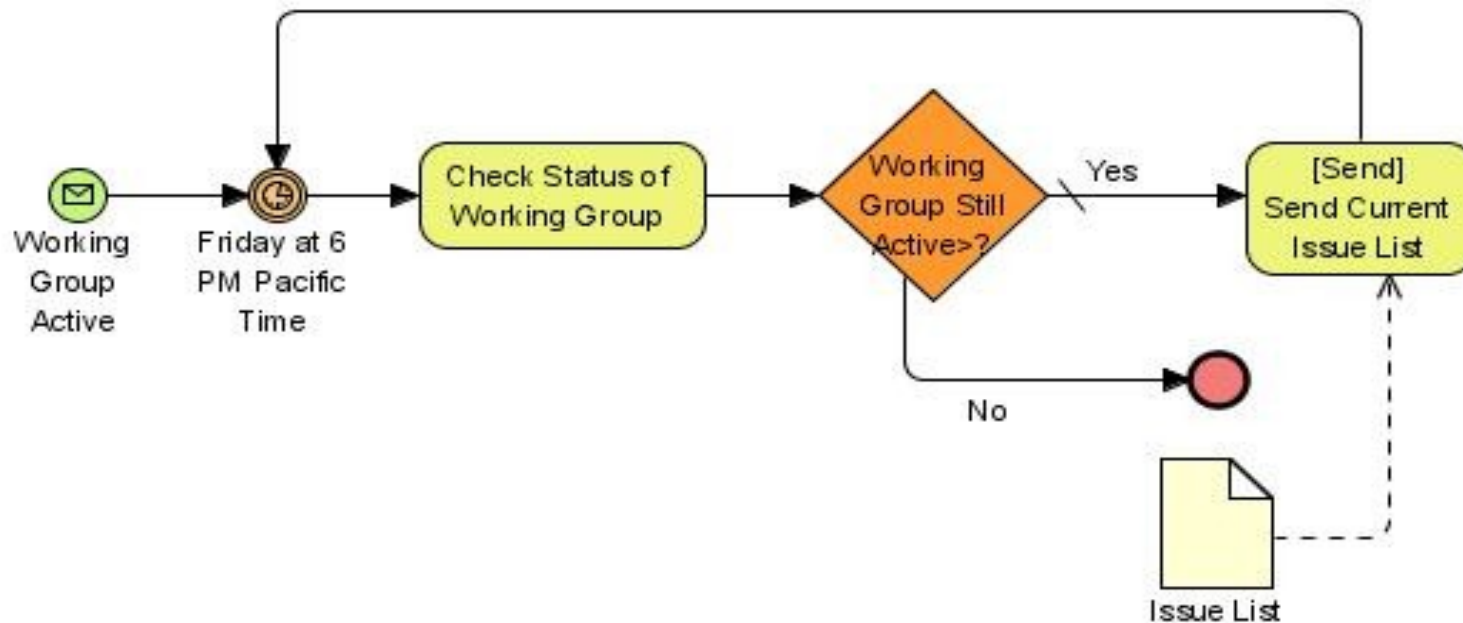 Working
Group
Active
Friday at 6
PM Pacific
Time
Check Status of
Working Group
Working
Group Still
Active>?
Yes
[Send]
Send Current
Issue List
No
Issue List